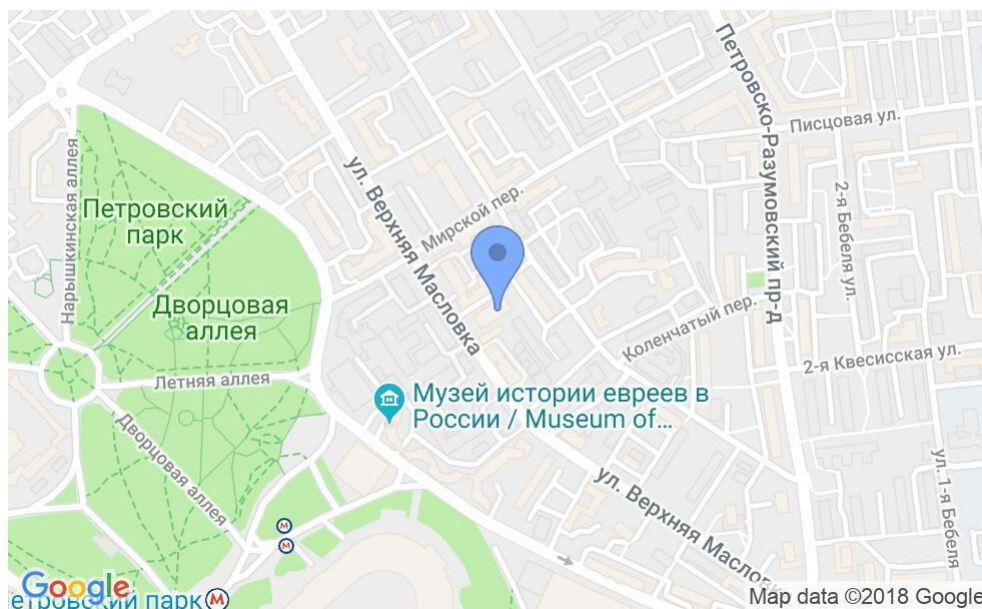 Петровско-Разумовский пр-д
Писцовая ул.
ул. Верхняя Масловка
Нарышкинская аллея
2-я Бебеля ул.
Петровский
парк
Мирской пер.
Дворцовая
аллея
Коленчатый пер.
2-я Квесисская ул.
Летняя аллея
Музей истории евреев в
России / Museum of...
Дворцовая аллея
ул. Верхняя Маслов
ул. 1-я Бебеля
М
М
Google
етровский парк М
Map data ©2018 Google